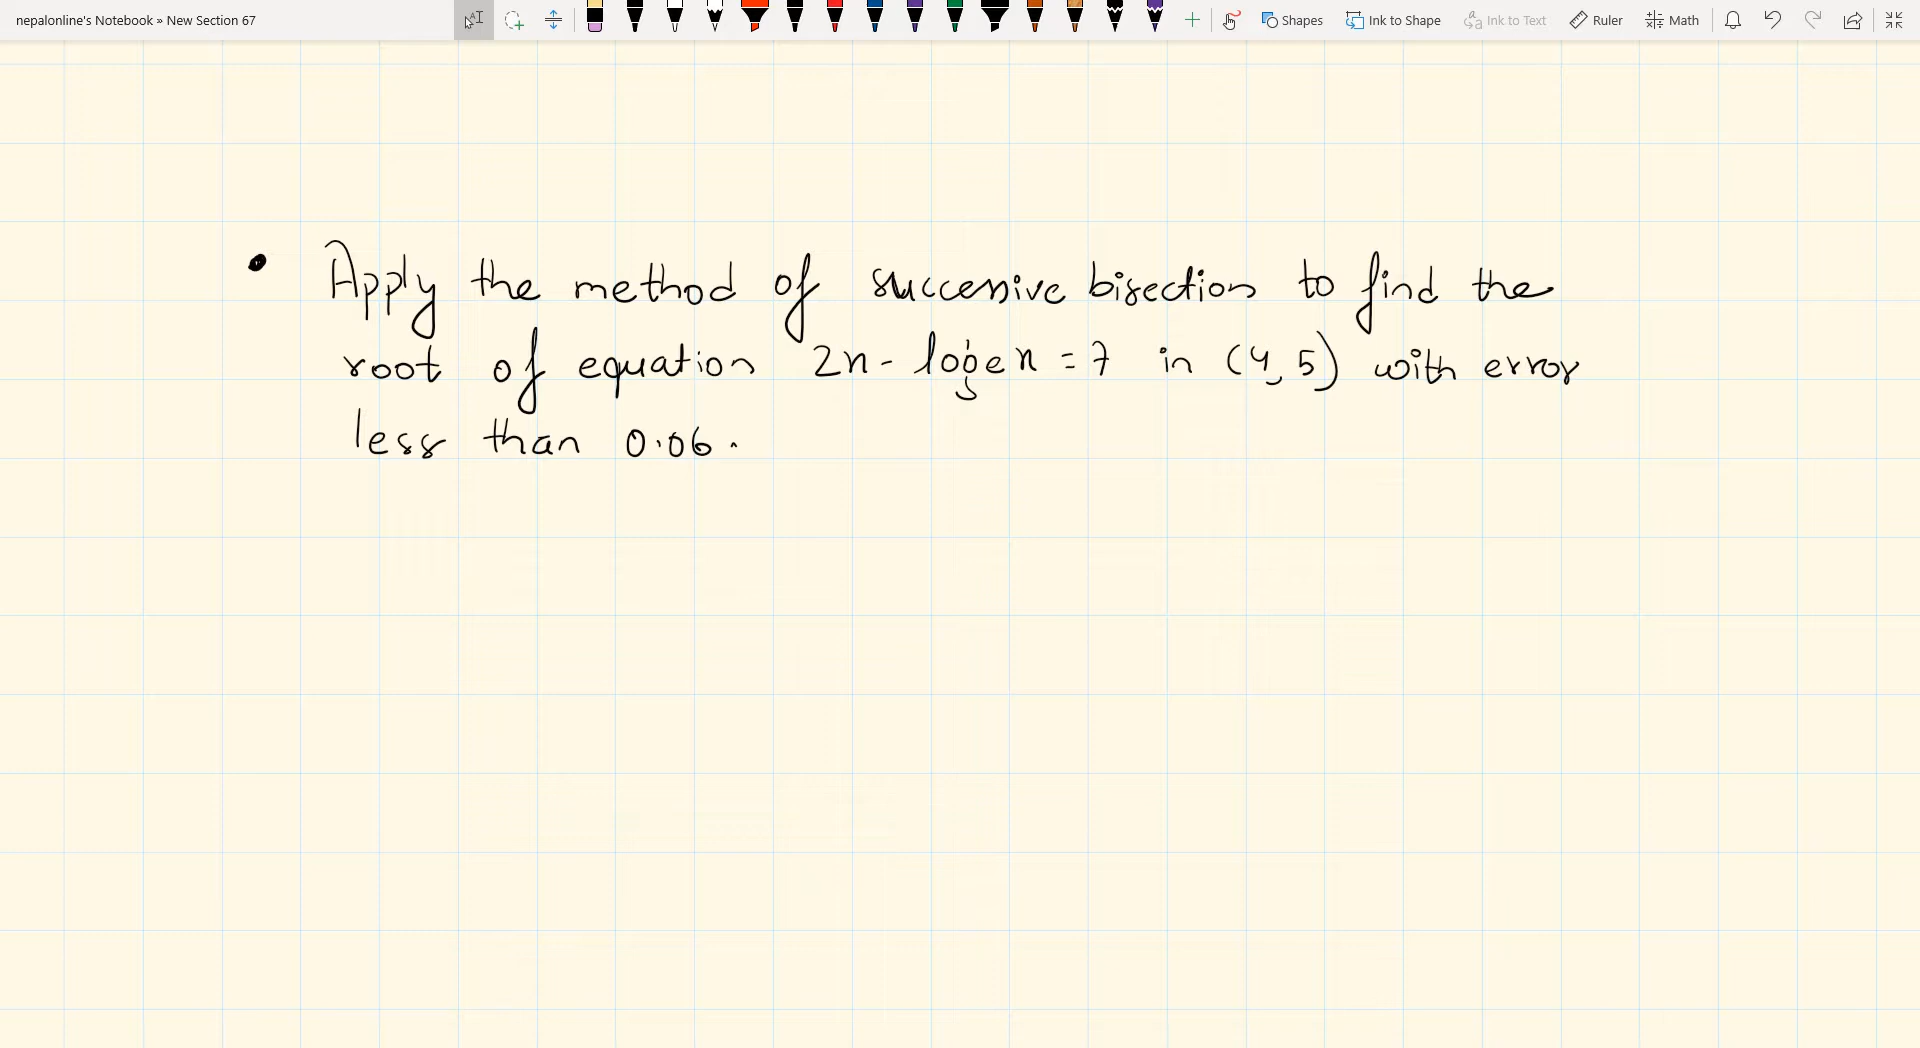 nepalonline's Notebook » New Section 67
Shapes Ink to Shape Ink to Text Ruler Math
• Apply the method of successive bisection to find the
root of equation 2x - logex = 7 in (4, 5) with error
less than 0.06.